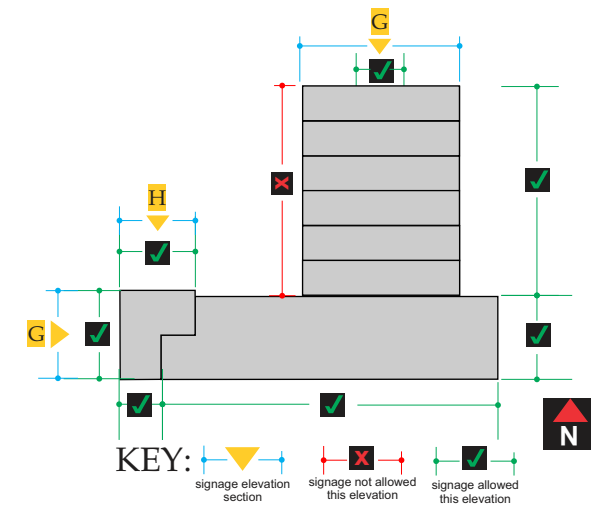 G
H
G
N
KEY:
signage elevation
section
X
signage not allowed
this elevation
signage allowed
this elevation